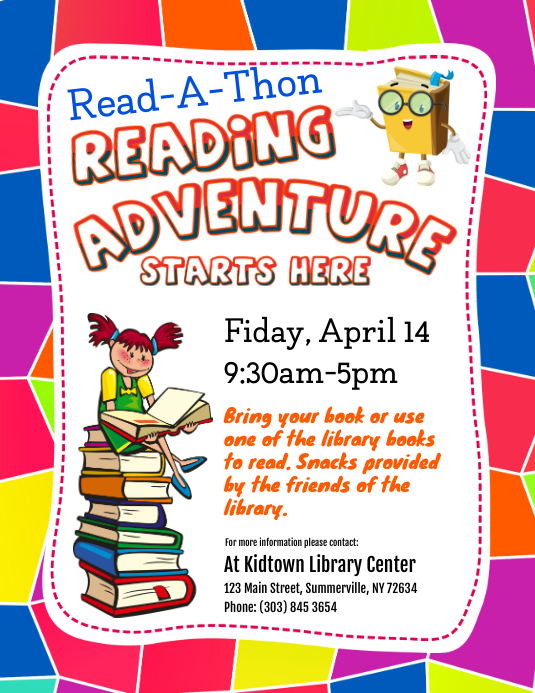 Read-A-Thon
READiNG
ADVENTURE
STARTS HERE
Fiday, April 14
9:30am-5pm
Bring your book or use
one of the library books
to read. Snacks provided
by the friends of the
library.
For more information please contact:
At Kidtown Library Center
123 Main Street, Summerville, NY 72634
Phone: (303) 845 3654